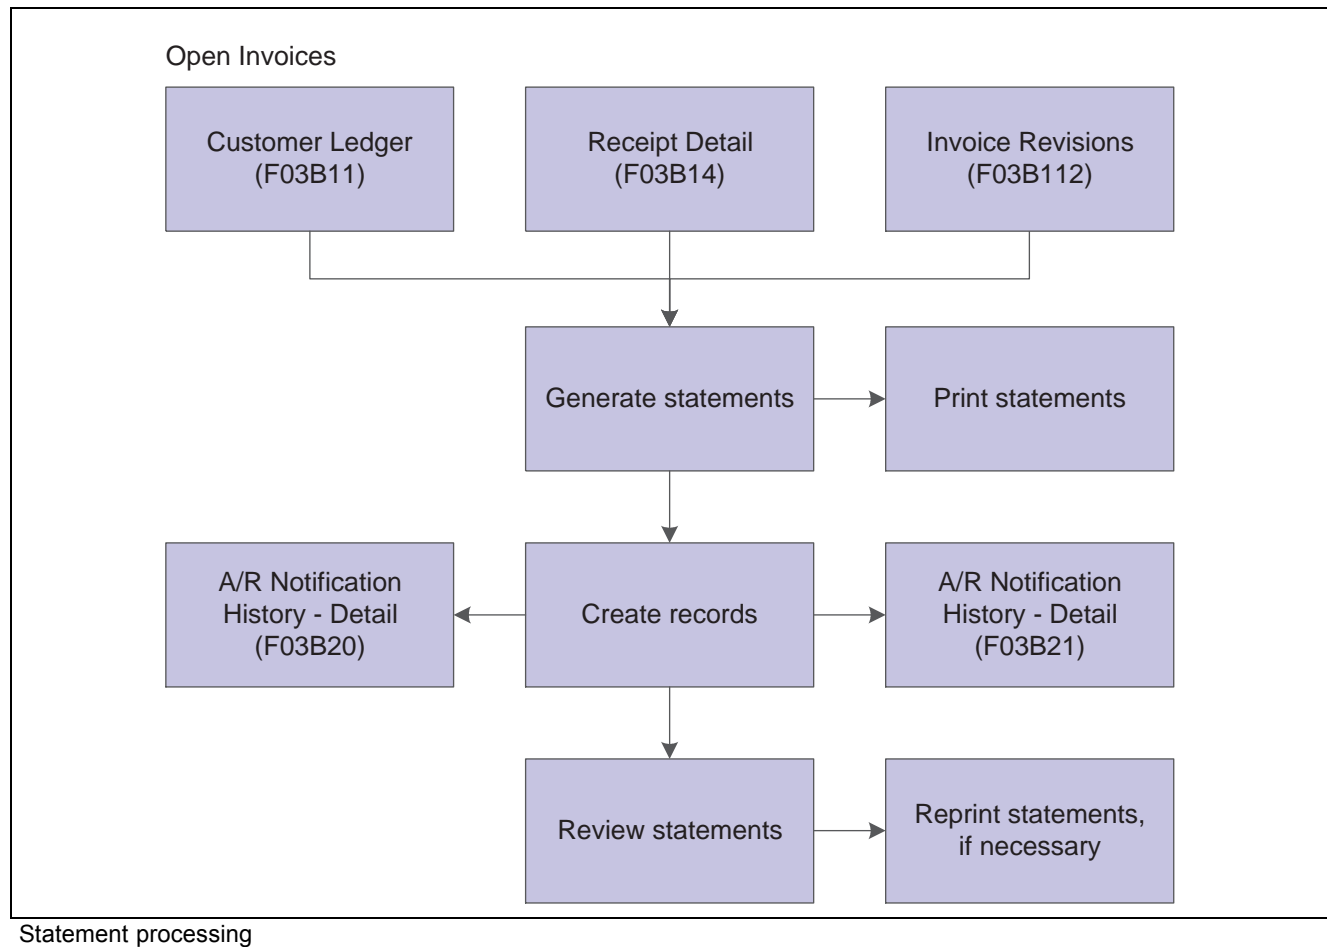 Open Invoices
Customer Ledger
(F03B11)
Receipt Detail
(F03B14)
Invoice Revisions
(F03B112)
Generate statements
Print statements
A/R Notification
History - Detail
(F03B20)
Create records
A/R Notification
History - Detail
(F03B21)
Review statements
Reprint statements,
if necessary
Statement processing